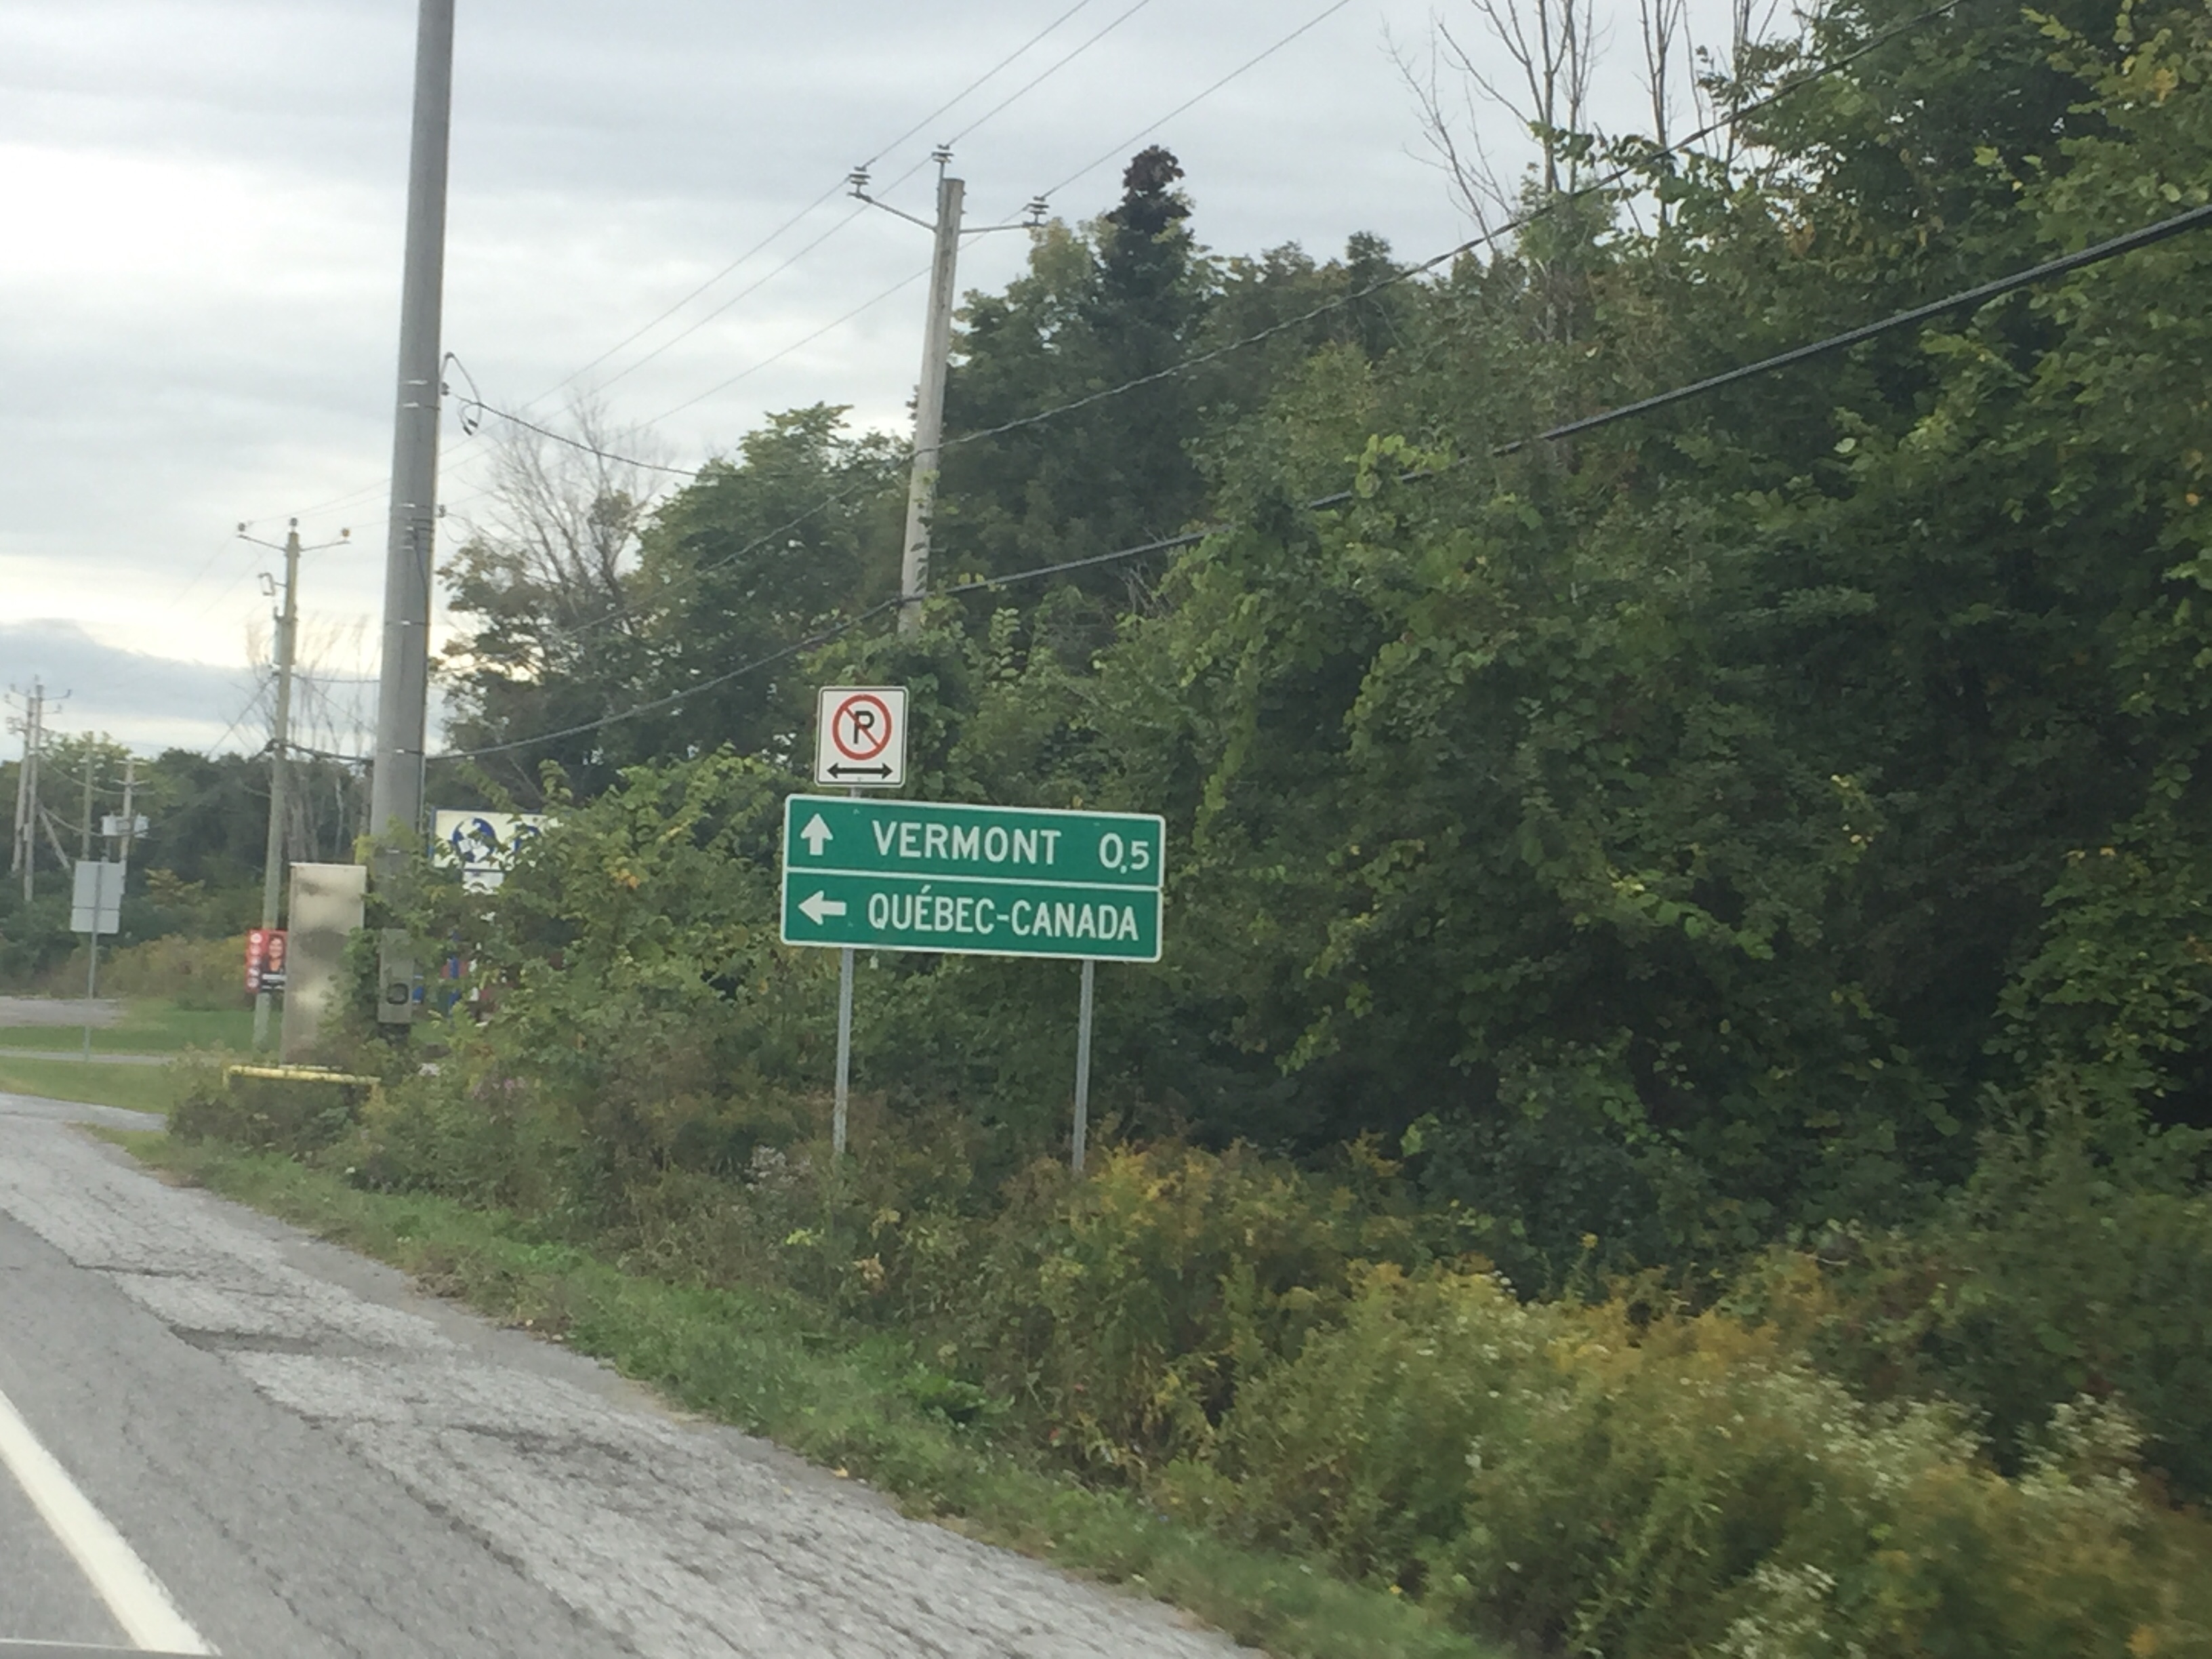 P
VERMONT 0,5
QUÉBEC-CANADA